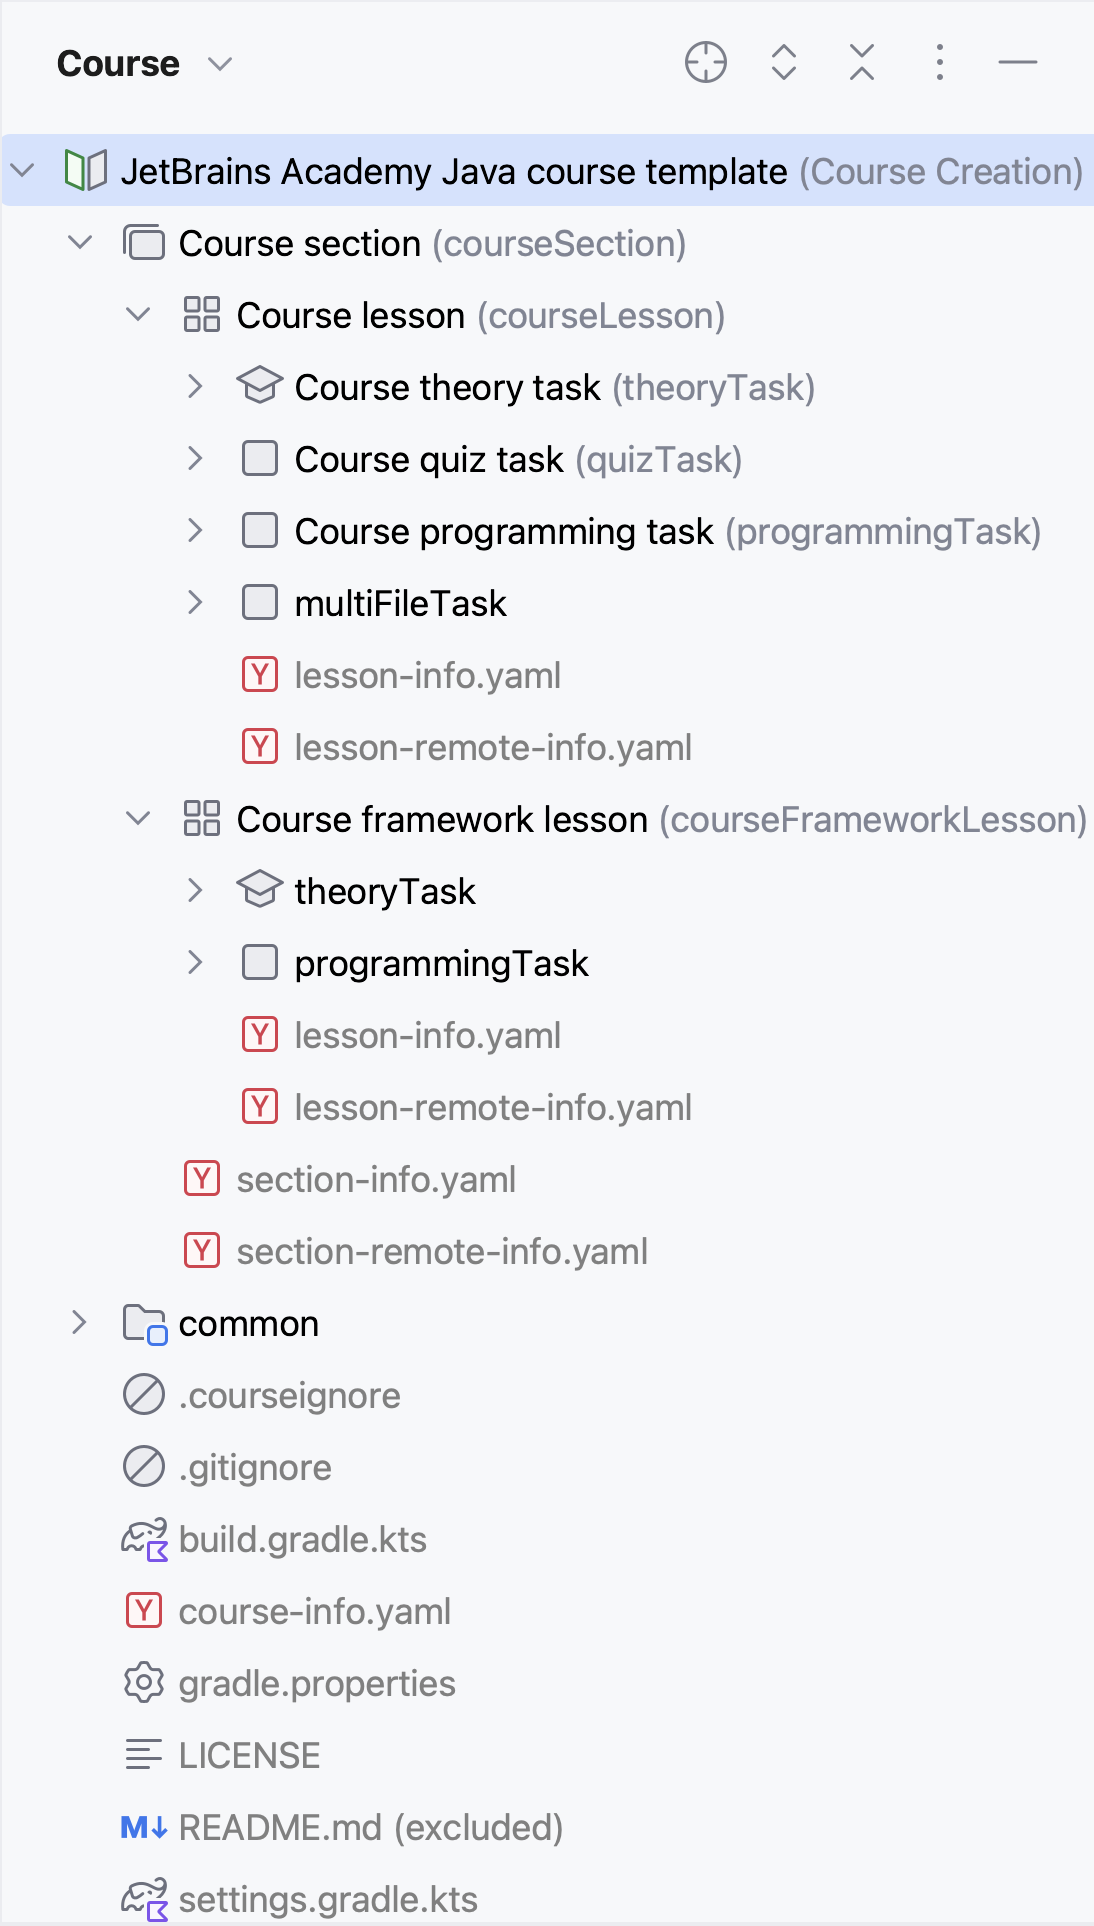 Course
JetBrains Academy Java course template (Course Creation)
Course section (courseSection)
Course lesson (courseLesson)
Course theory task (theoryTask)
Course quiz task (quizTask)
Course programming task (programmingTask)
multiFileTask
Y lesson-info.yaml
Y lesson-remote-info.yaml
Course framework lesson (courseFrameworkLesson)
theoryTask
programmingTask
Y lesson-info.yaml
Y lesson-remote-info.yaml
Y section-info.yaml
Y section-remote-info.yaml
common
.courseignore
.gitignore
build.gradle.kts
Y course-info.yaml
gradle.properties
LICENSE
M↓ README.md (excluded)
settings.gradle.kts